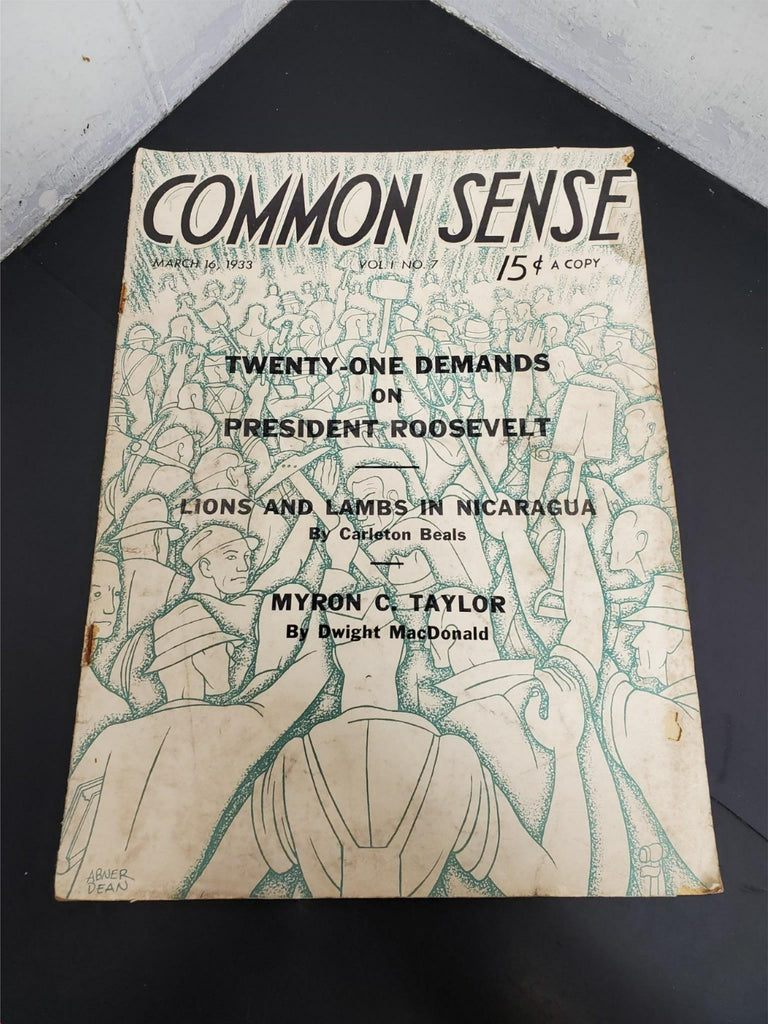 COMMON SENSE
MARCH 16, 1933 VOL. I NO. 7 15¢ A COPY
TWENTY-ONE DEMANDS
ON
PRESIDENT ROOSEVELT
LIONS AND LAMBS IN NICARAGUA
By Carleton Beals
MYRON C. TAYLOR
By Dwight MacDonald
ABNER
DEAN